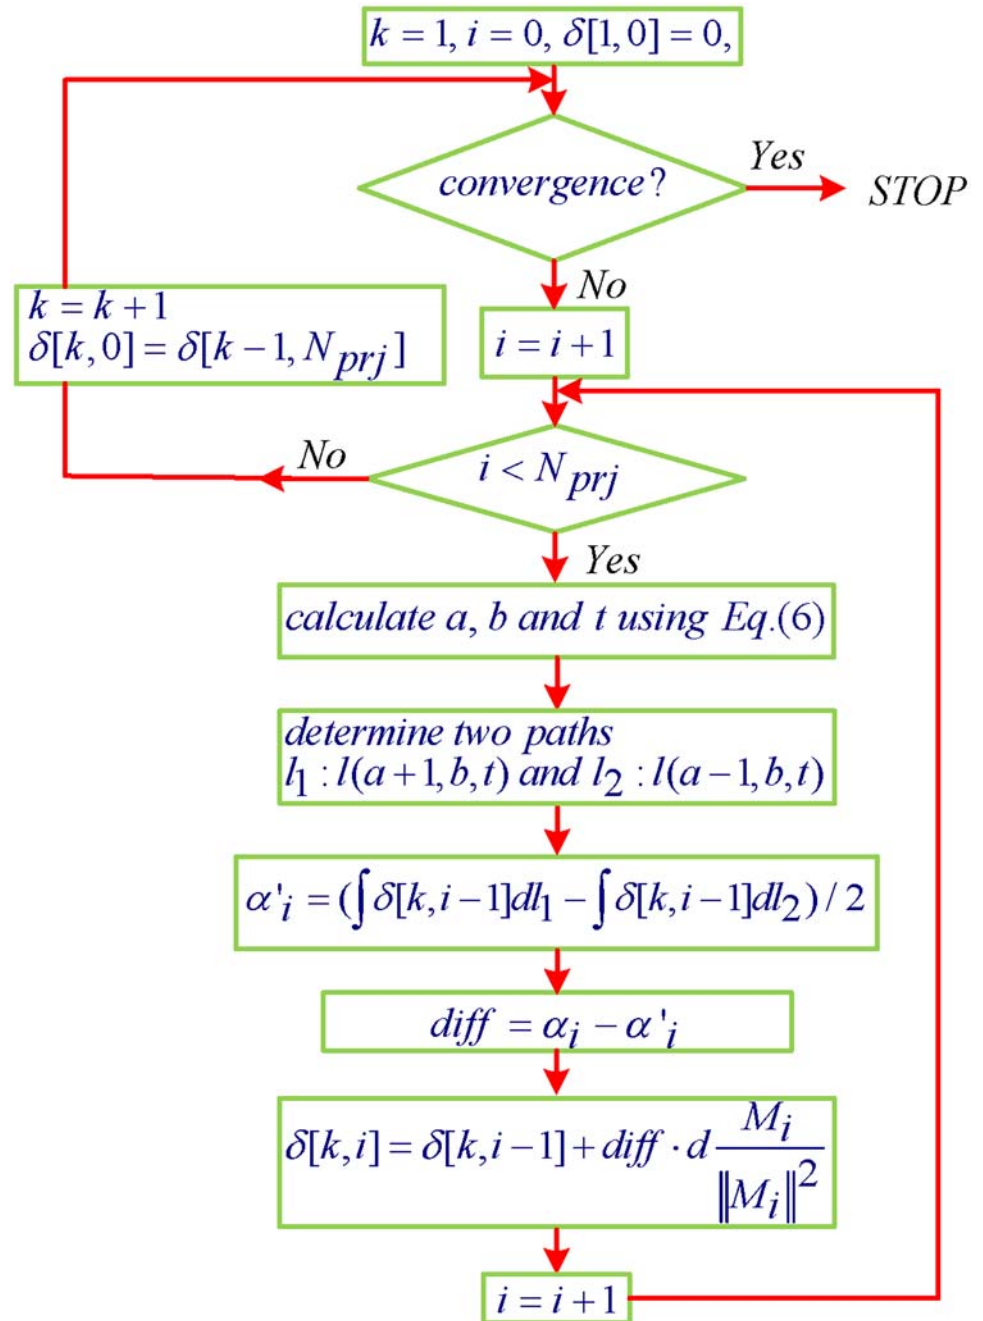 k = 1, i = 0, δ[1,0] = 0,
convergence?
Yes
STOP
No
k = k + 1
δ[k,0] = δ[k−1, N_prj]
i = i + 1
i < N_prj
No
Yes
calculate a, b and t using Eq.(6)
determine two paths
l_1 : l(a+1,b,t) and l_2 : l(a−1,b,t)
α'_i = (∫δ[k,i−1]dl_1 − ∫δ[k,i−1]dl_2) / 2
diff = α_i − α'_i
δ[k,i] = δ[k,i−1] + diff · d M_i / ‖M_i‖^2
i = i + 1